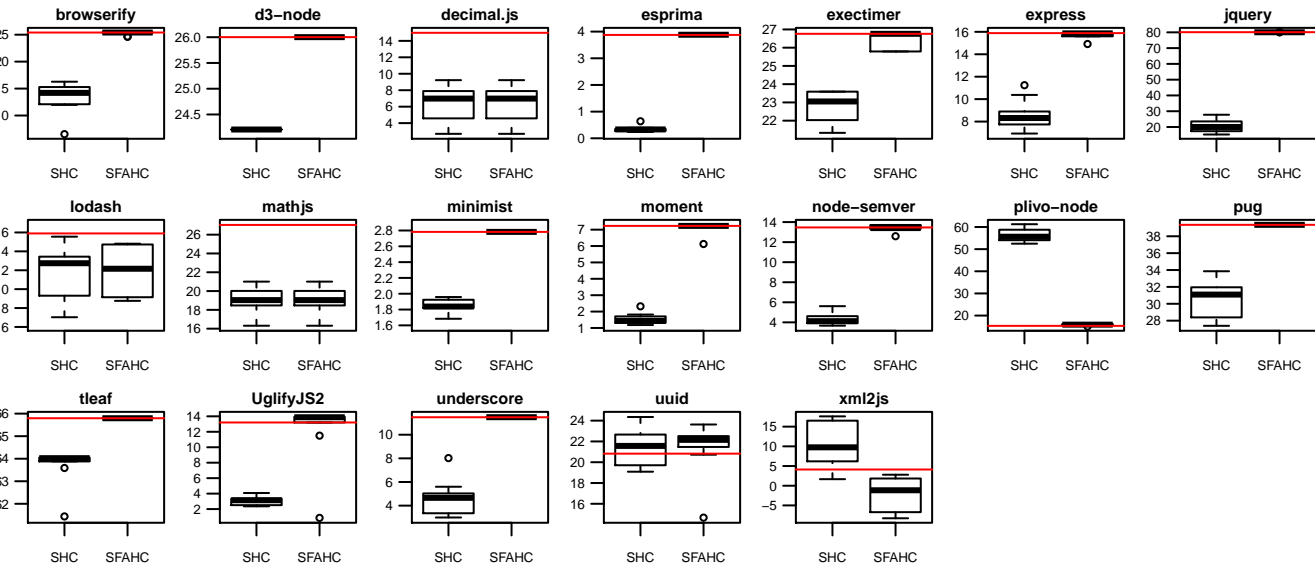 browserify
5
0
SHC SFAHC
d3-node
26.0
25.5
25.0
24.5
SHC SFAHC
decimal.js
14
12
10
8
6
4
SHC SFAHC
esprima
4
3
2
1
0
SHC SFAHC
exectimer
27
26
25
24
23
22
SHC SFAHC
express
16
14
12
10
8
SHC SFAHC
jquery
80
70
60
50
40
30
20
SHC SFAHC
lodash
6
4
2
0
8
6
SHC SFAHC
mathjs
26
24
22
20
18
16
SHC SFAHC
minimist
2.8
2.6
2.4
2.2
2.0
1.8
1.6
SHC SFAHC
moment
7
6
5
4
3
2
1
SHC SFAHC
node-semver
14
12
10
8
6
4
SHC SFAHC
plivo-node
60
50
40
30
20
SHC SFAHC
pug
38
36
34
32
30
28
SHC SFAHC
tleaf
66
65
64
63
62
SHC SFAHC
UglifyJS2
14
12
10
8
6
4
2
SHC SFAHC
underscore
10
8
6
4
SHC SFAHC
uuid
24
22
20
18
16
SHC SFAHC
xml2js
15
10
5
0
-5
SHC SFAHC